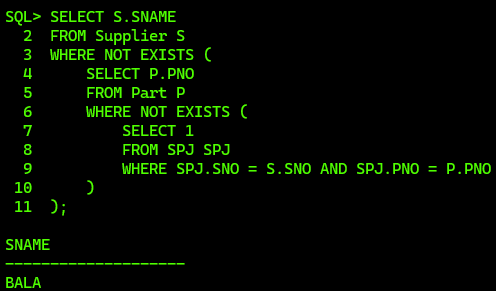 SQL> SELECT S.SNAME
  2  FROM Supplier S
  3  WHERE NOT EXISTS (
  4      SELECT P.PNO
  5      FROM Part P
  6      WHERE NOT EXISTS (
  7          SELECT 1
  8          FROM SPJ SPJ
  9          WHERE SPJ.SNO = S.SNO AND SPJ.PNO = P.PNO
 10      )
 11  );

SNAME
--------------------
BALA